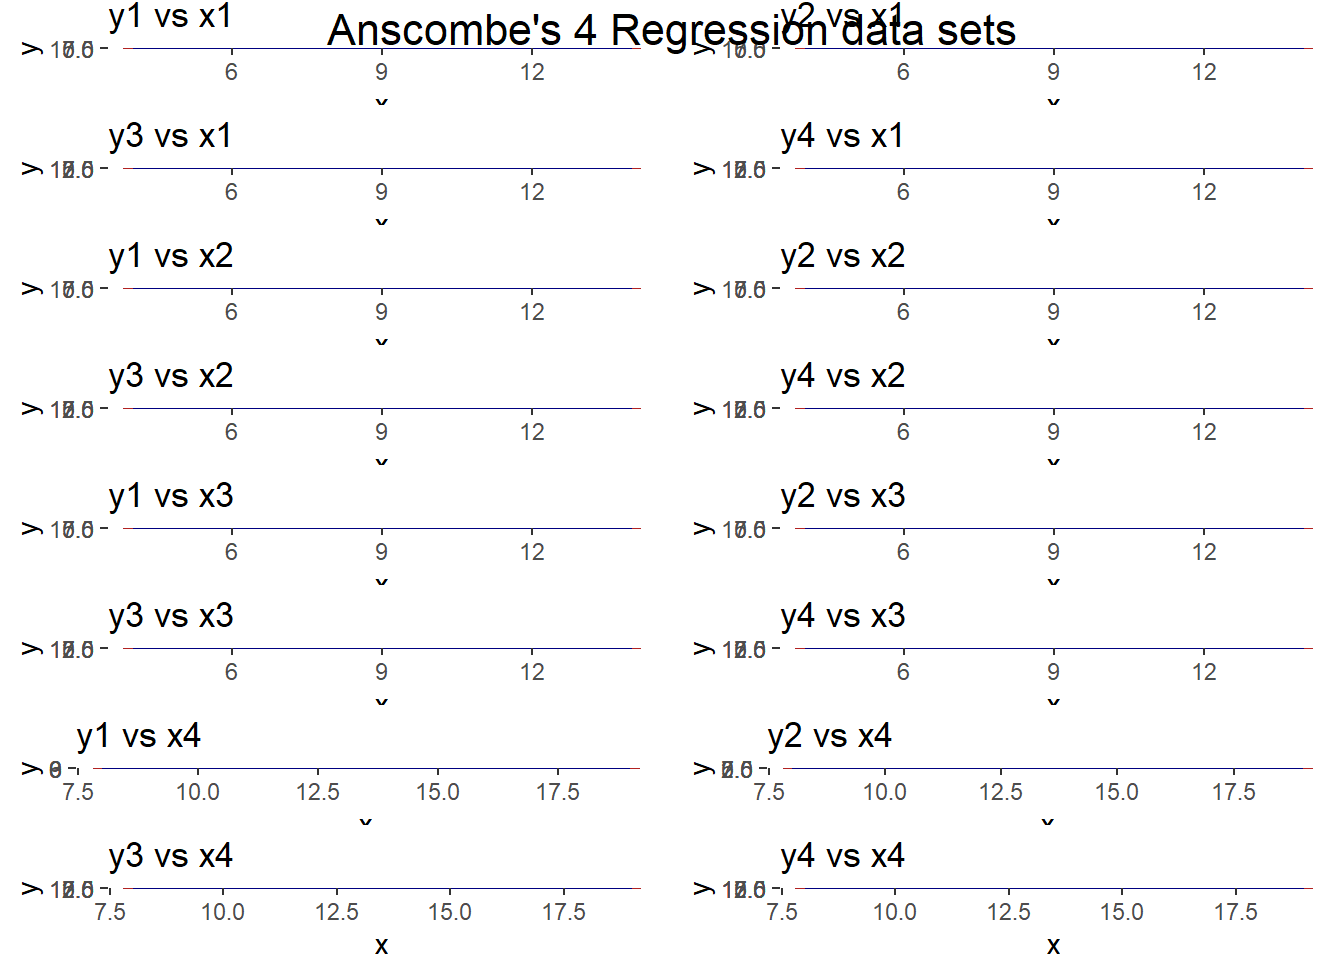 Anscombe's 4 Regression data sets
y1 vs x1
y
6 9 12
x
y2 vs x1
y
6 9 12
x
y3 vs x1
y
6 9 12
x
y4 vs x1
y
6 9 12
x
y1 vs x2
y
6 9 12
x
y2 vs x2
y
6 9 12
x
y3 vs x2
y
6 9 12
x
y4 vs x2
y
6 9 12
x
y1 vs x3
y
6 9 12
x
y2 vs x3
y
6 9 12
x
y3 vs x3
y
6 9 12
x
y4 vs x3
y
6 9 12
x
y1 vs x4
y
7.5 10.0 12.5 15.0 17.5
x
y2 vs x4
y
7.5 10.0 12.5 15.0 17.5
x
y3 vs x4
y
7.5 10.0 12.5 15.0 17.5
x
y4 vs x4
y
7.5 10.0 12.5 15.0 17.5
x